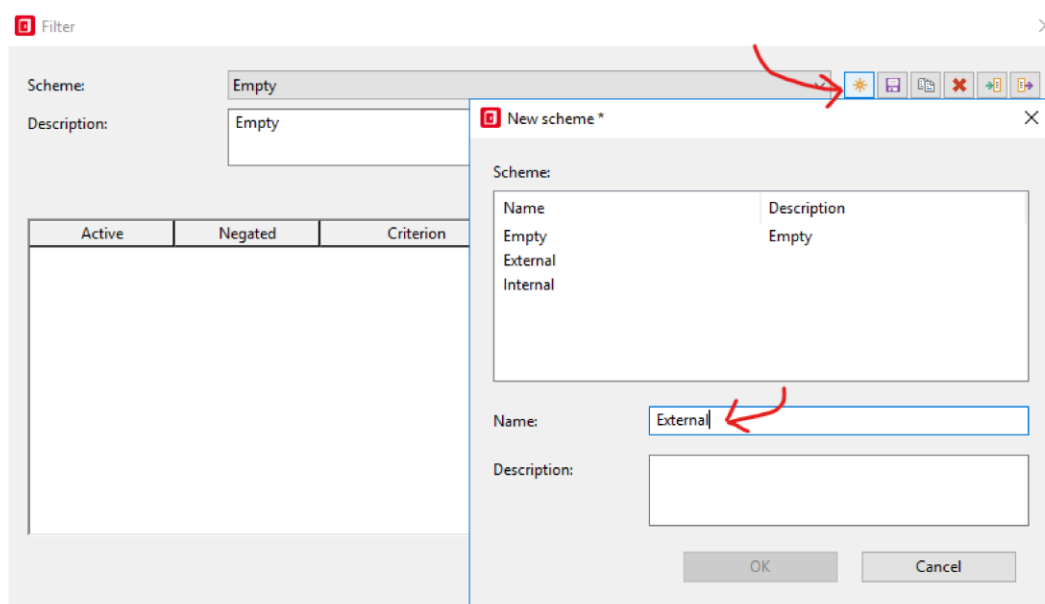 Filter
Scheme:
Empty
Description:
Empty
Active Negated Criterion
New scheme *
Scheme:
Name Description
Empty Empty
External
Internal
Name:
External
Description:
OK Cancel